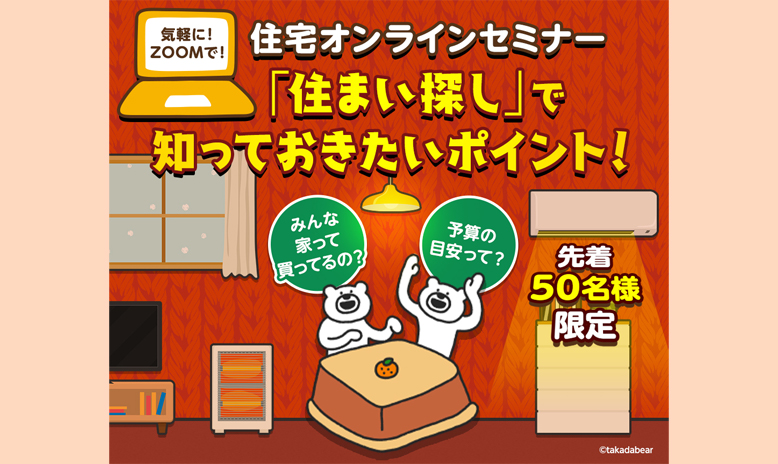 気軽に!
ZOOMで!
住宅オンラインセミナー
「住まい探し」で
知っておきたいポイント!
みんな
家って
買ってるの?
予算の
目安って?
先着
50名様
限定
©takadabear